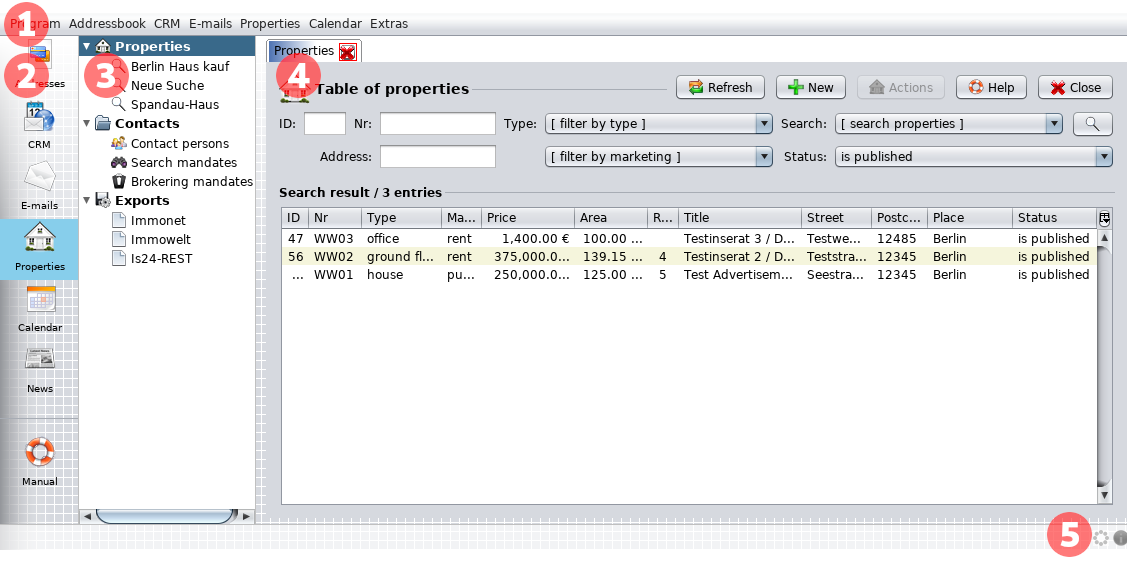 1
Program Addressbook CRM E-mails Properties Calendar Extras
2
Addresses
CRM
E-mails
Properties
Calendar
News
Manual
3
Properties
Berlin Haus kauf
Neue Suche
Spandau-Haus
Contacts
Contact persons
Search mandates
Brokering mandates
Exports
Immonet
Immowelt
Is24-REST
Properties
4
Table of properties
Refresh New Actions Help Close
ID: Nr: Type: [ filter by type ] Search: [ search properties ]
Address: [ filter by marketing ] Status: is published
Search result / 3 entries
ID Nr Type Ma... Price Area R... Title Street Postc... Place Status
47 WW03 office rent 1,400.00 € 100.00 ... Testinserat 3 / D... Testwe... 12485 Berlin is published
56 WW02 ground fl... rent 375,000.0... 139.15 ... 4 Testinserat 2 / D... Teststra... 12345 Berlin is published
... WW01 house pu... 250,000.0... 125.00 ... 5 Test Advertisem... Seestra... 12345 Berlin is published
5